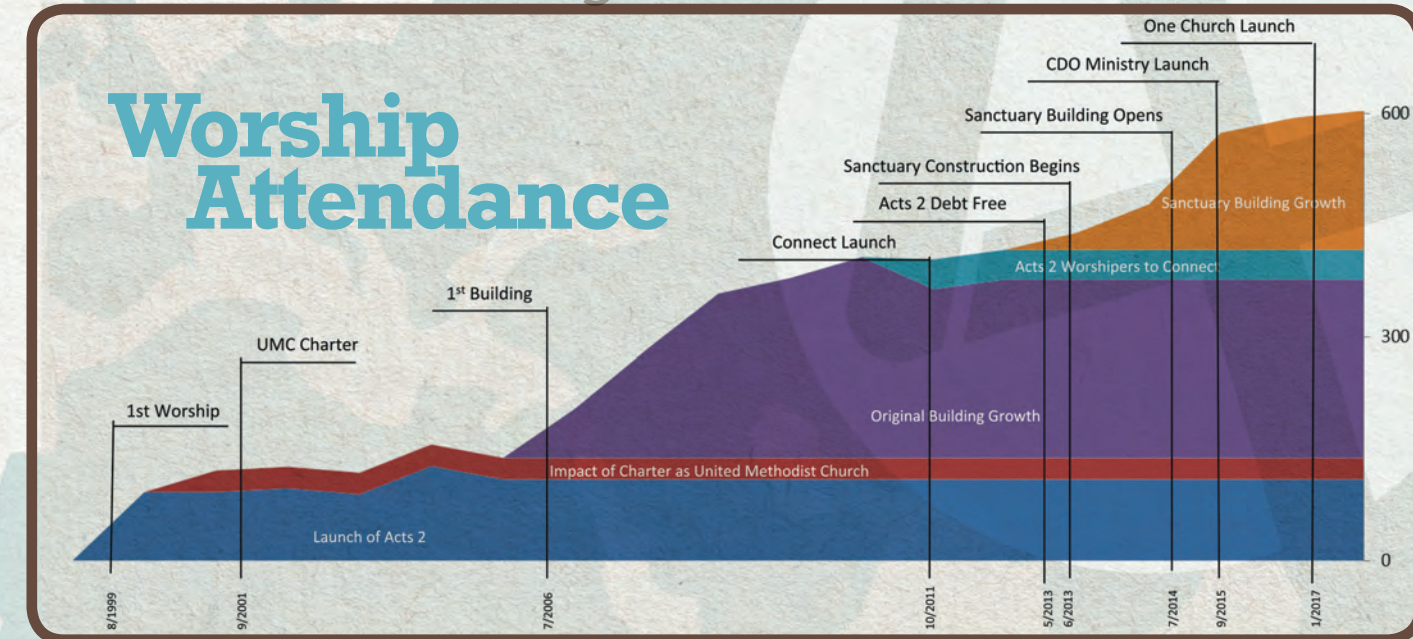 Worship
Attendance
One Church Launch
CDO Ministry Launch
Sanctuary Building Opens
Sanctuary Construction Begins
Acts 2 Debt Free
Connect Launch
1st Building
UMC Charter
1st Worship
600
300
0
Sanctuary Building Growth
Acts 2 Worshipers to Connect
Original Building Growth
Impact of Charter as United Methodist Church
Launch of Acts 2
8/1999
9/2001
7/2006
10/2011
5/2013
6/2013
7/2014
9/2015
1/2017